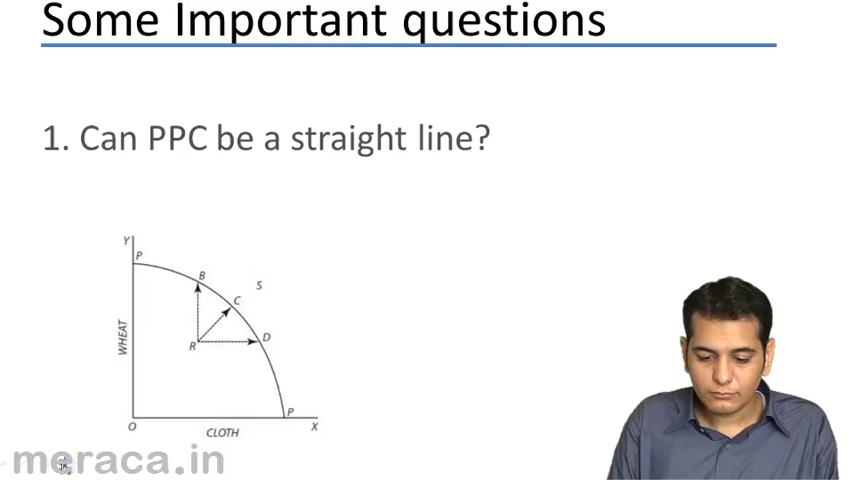 Some Important questions
1. Can PPC be a straight line?
Y
P
B
S
C
WHEAT
R
D
P
O
CLOTH
X
meraca.in